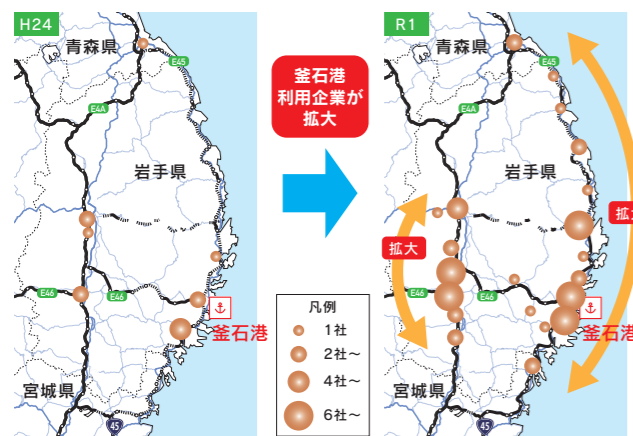 H24
青森県
E45
E4A
岩手県
E46
E46
釜石港
宮城県
45
釜石港
利用企業が
拡大
凡例
1社
2社～
4社～
6社～
R1
青森県
E45
E4A
岩手県
拡大
拡
E46
E46
釜石港
宮城県
45